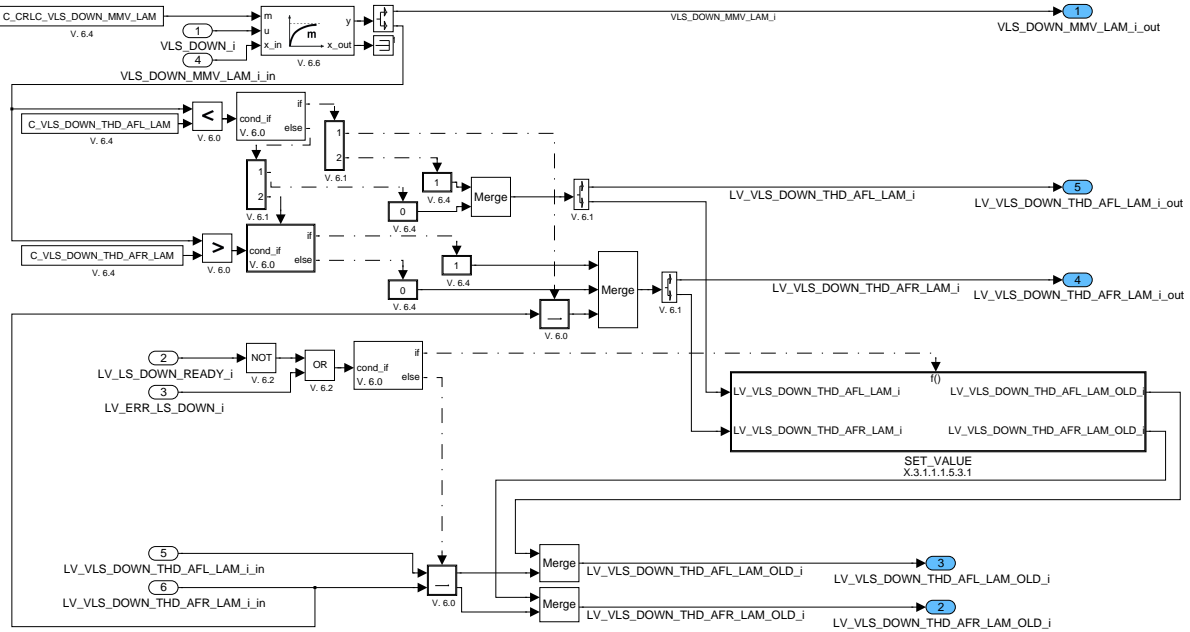 C_CRLC_VLS_DOWN_MMV_LAM
V. 6.4
1
VLS_DOWN_i
4
VLS_DOWN_MMV_LAM_i_in
m
u
x_in
m
y
x_out
V. 6.6
VLS_DOWN_MMV_LAM_i
1
VLS_DOWN_MMV_LAM_i_out
C_VLS_DOWN_THD_AFL_LAM
V. 6.4
<
V. 6.0
if
cond_if
else
V. 6.0
1
2
V. 6.1
1
2
V. 6.1
1
V. 6.4
0
V. 6.4
Merge
V. 6.1
LV_VLS_DOWN_THD_AFL_LAM_i
5
LV_VLS_DOWN_THD_AFL_LAM_i_out
C_VLS_DOWN_THD_AFR_LAM
V. 6.4
>
V. 6.0
if
cond_if
else
V. 6.0
1
V. 6.4
0
V. 6.4
V. 6.0
Merge
V. 6.1
LV_VLS_DOWN_THD_AFR_LAM_i
4
LV_VLS_DOWN_THD_AFR_LAM_i_out
2
LV_LS_DOWN_READY_i
3
LV_ERR_LS_DOWN_i
NOT
V. 6.2
OR
V. 6.2
if
cond_if
else
V. 6.0
f()
LV_VLS_DOWN_THD_AFL_LAM_i
LV_VLS_DOWN_THD_AFL_LAM_OLD_i
LV_VLS_DOWN_THD_AFR_LAM_i
LV_VLS_DOWN_THD_AFR_LAM_OLD_i
SET_VALUE
X.3.1.1.1.5.3.1
5
LV_VLS_DOWN_THD_AFL_LAM_i_in
6
LV_VLS_DOWN_THD_AFR_LAM_i_in
V. 6.0
Merge
LV_VLS_DOWN_THD_AFL_LAM_OLD_i
3
LV_VLS_DOWN_THD_AFL_LAM_OLD_i
Merge
LV_VLS_DOWN_THD_AFR_LAM_OLD_i
2
LV_VLS_DOWN_THD_AFR_LAM_OLD_i